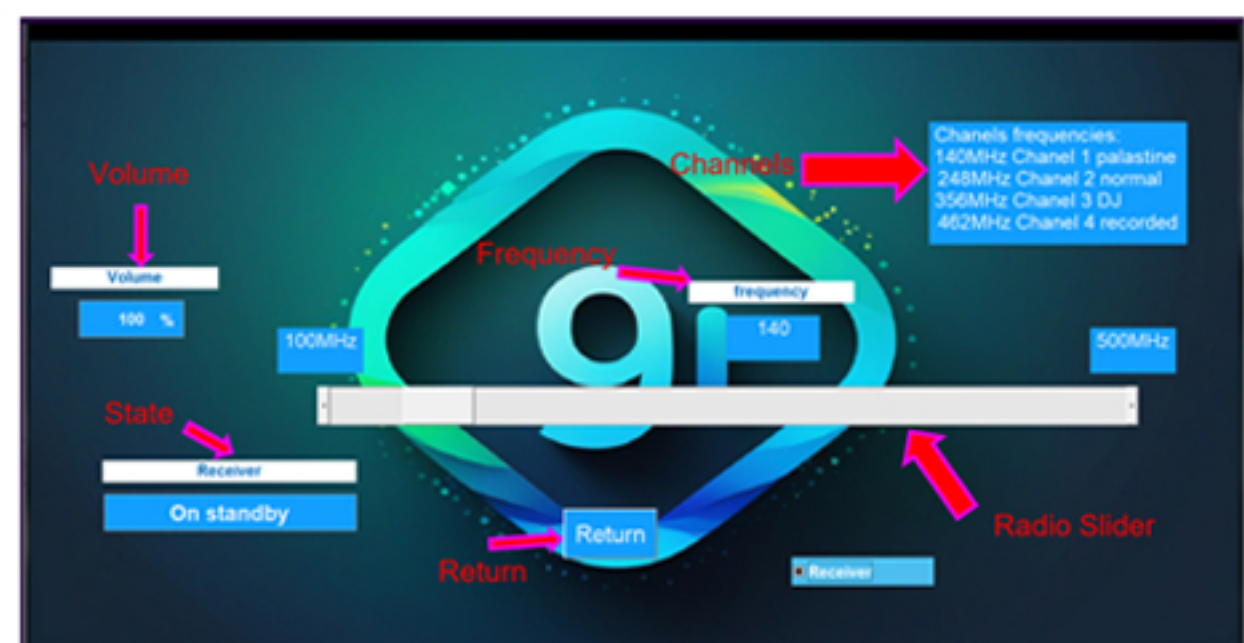 Volume
Channels
Chanels frequencies:
140MHz Chanel 1 palastine
248MHz Chanel 2 normal
356MHz Chanel 3 DJ
462MHz Chanel 4 recorded
Frequency
Volume
100 %
frequency
140
100MHz
500MHz
State
Receiver
On standby
Return
Return
Radio Slider
Receiver